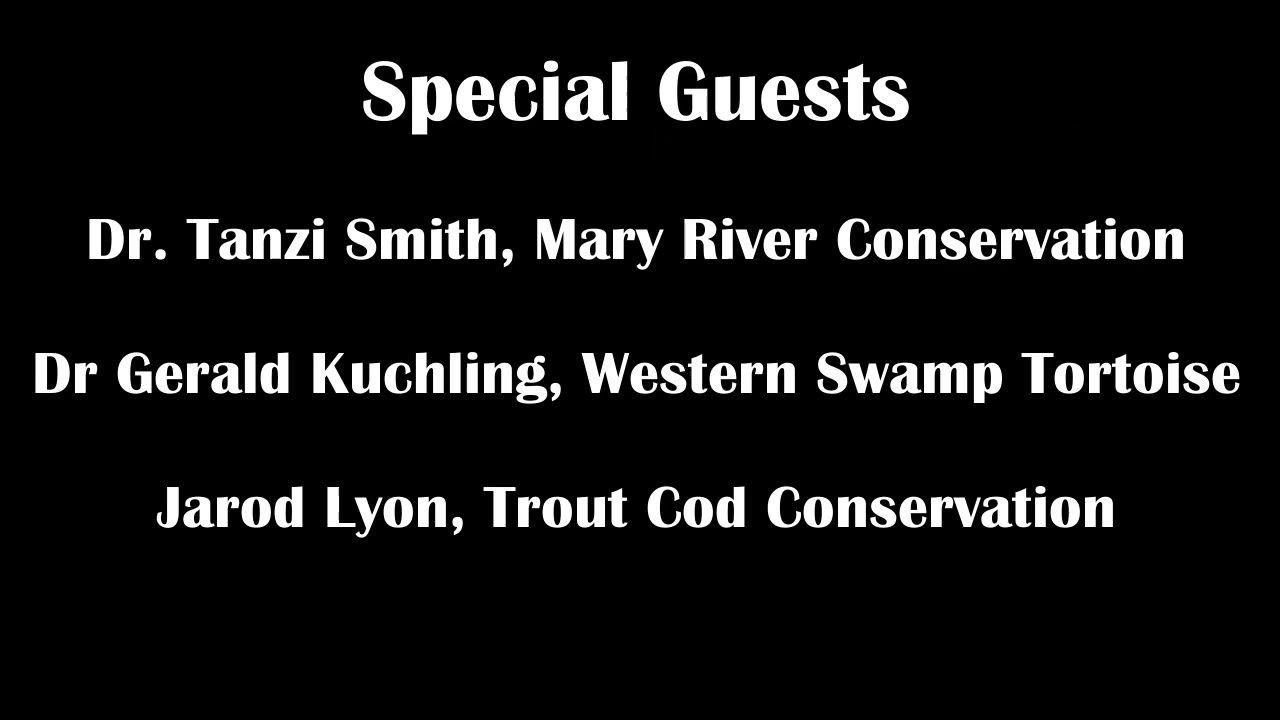 Special Guests
Dr. Tanzi Smith, Mary River Conservation
Dr Gerald Kuchling, Western Swamp Tortoise
Jarod Lyon, Trout Cod Conservation